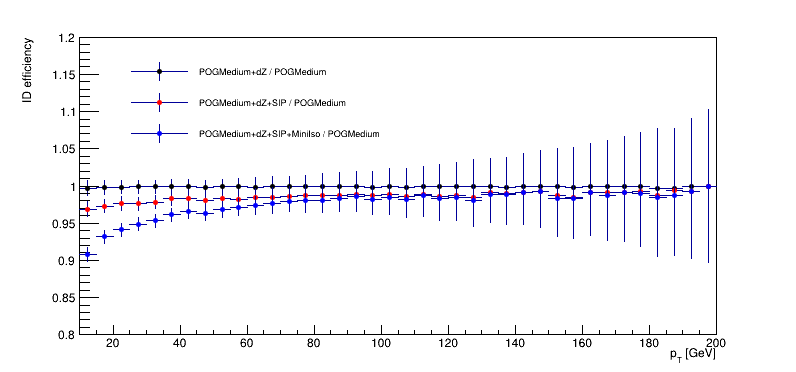 ID efficiency
1.2
1.15
1.1
1.05
1
0.95
0.9
0.85
0.8
POGMedium+dZ / POGMedium
POGMedium+dZ+SIP / POGMedium
POGMedium+dZ+SIP+MiniIso / POGMedium
20 40 60 80 100 120 140 160 180 200
p_T [GeV]